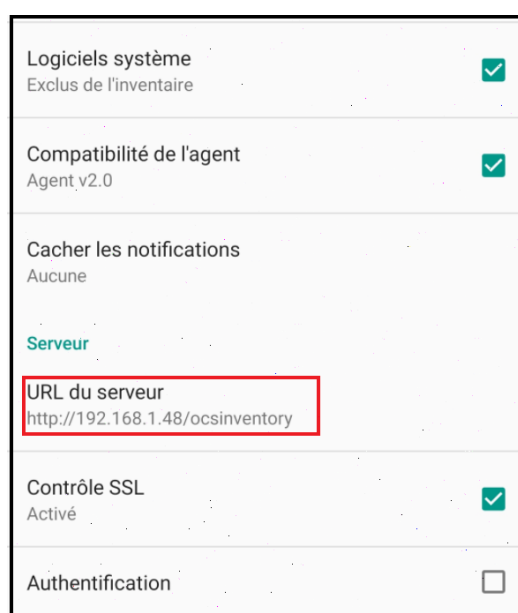 Logiciels système
Exclus de l'inventaire
Compatibilité de l'agent
Agent v2.0
Cacher les notifications
Aucune
Serveur
URL du serveur
http://192.168.1.48/ocsinventory
Contrôle SSL
Activé
Authentification